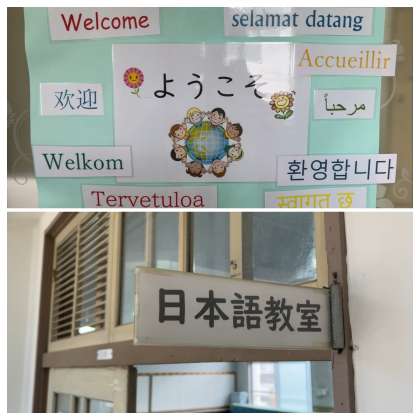 Welcome
selamat datang
Accueillir
ようこそ
欢迎
مرحباً
Welkom
환영합니다
Tervetuloa
स्वागत छ
日本語教室